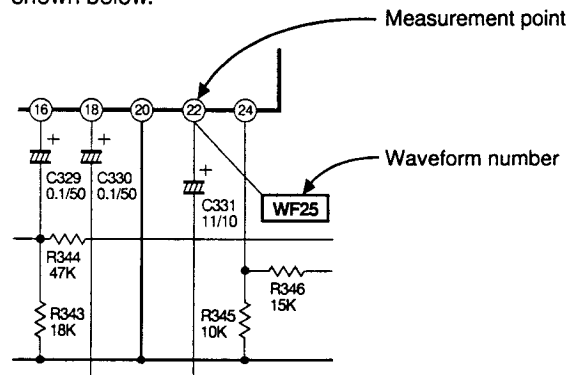 shown below.
Measurement point
16 18 20 22 24
+ + +
C329 C330
0.1/50 0.1/50
C331
11/10
Waveform number
WF25
R344
47K
R346
15K
R343
18K
R345
10K